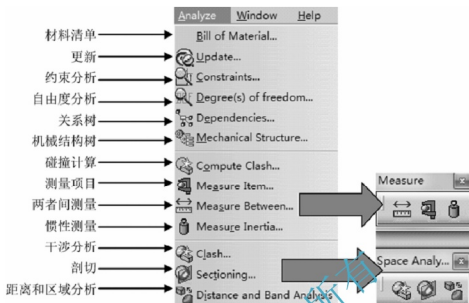 Analyze Window Help
材料清单 Bill of Material...
更新 Update...
约束分析 Constraints...
自由度分析 Degree(s) of freedom...
关系树 Dependencies...
机械结构树 Mechanical Structure...
碰撞计算 Compute Clash...
测量项目 Measure Item...
两者间测量 Measure Between...
惯性测量 Measure Inertia...
干涉分析 Clash...
剖切 Sectioning...
距离和区域分析 Distance and Band Analysis
Measure
Space Analy...
所有